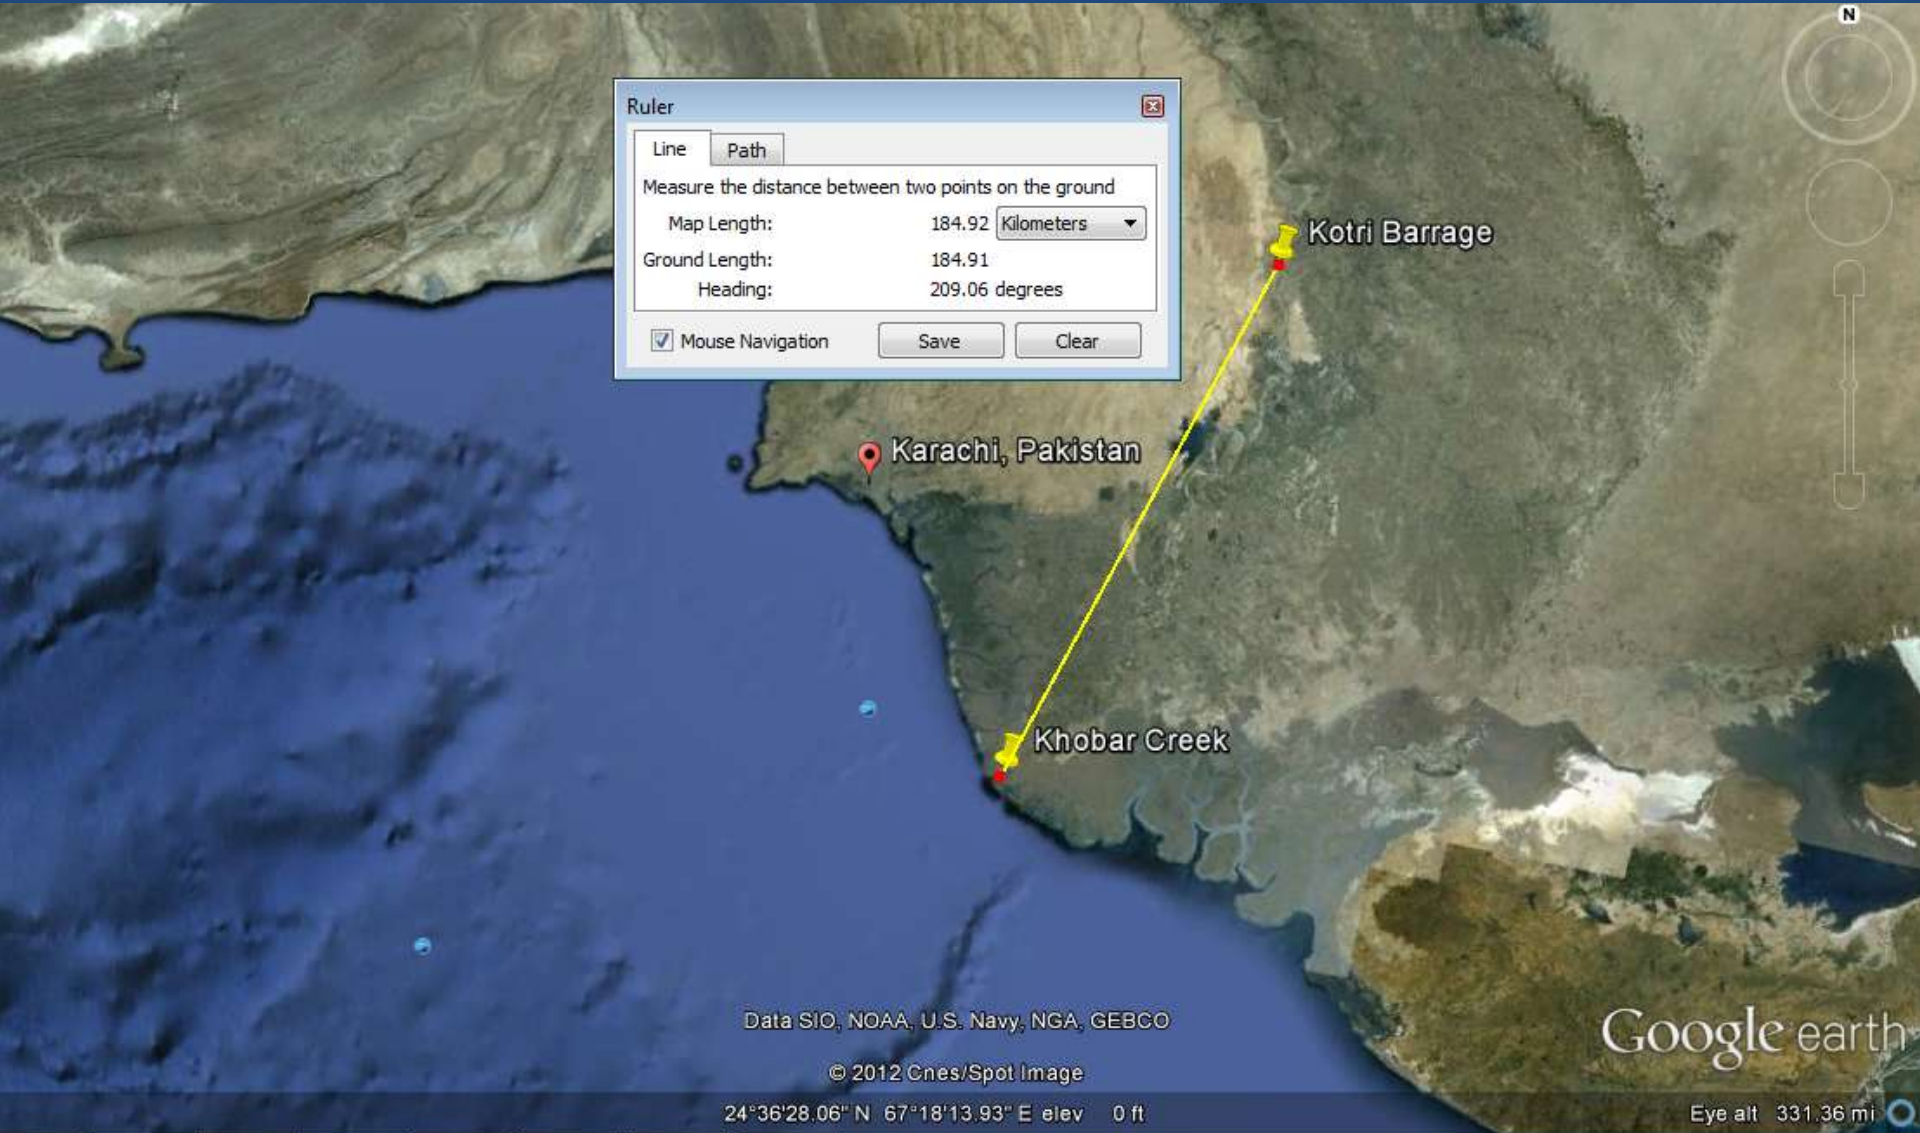 N
Ruler
Line Path
Measure the distance between two points on the ground
Map Length: 184.92 Kilometers
Ground Length: 184.91
Heading: 209.06 degrees
Mouse Navigation Save Clear
Kotri Barrage
Karachi, Pakistan
Khobar Creek
Data SIO, NOAA, U.S. Navy, NGA, GEBCO
© 2012 Cnes/Spot Image
Google earth
24°36'28.06" N 67°18'13.93" E elev 0 ft
Eye alt 331.36 mi